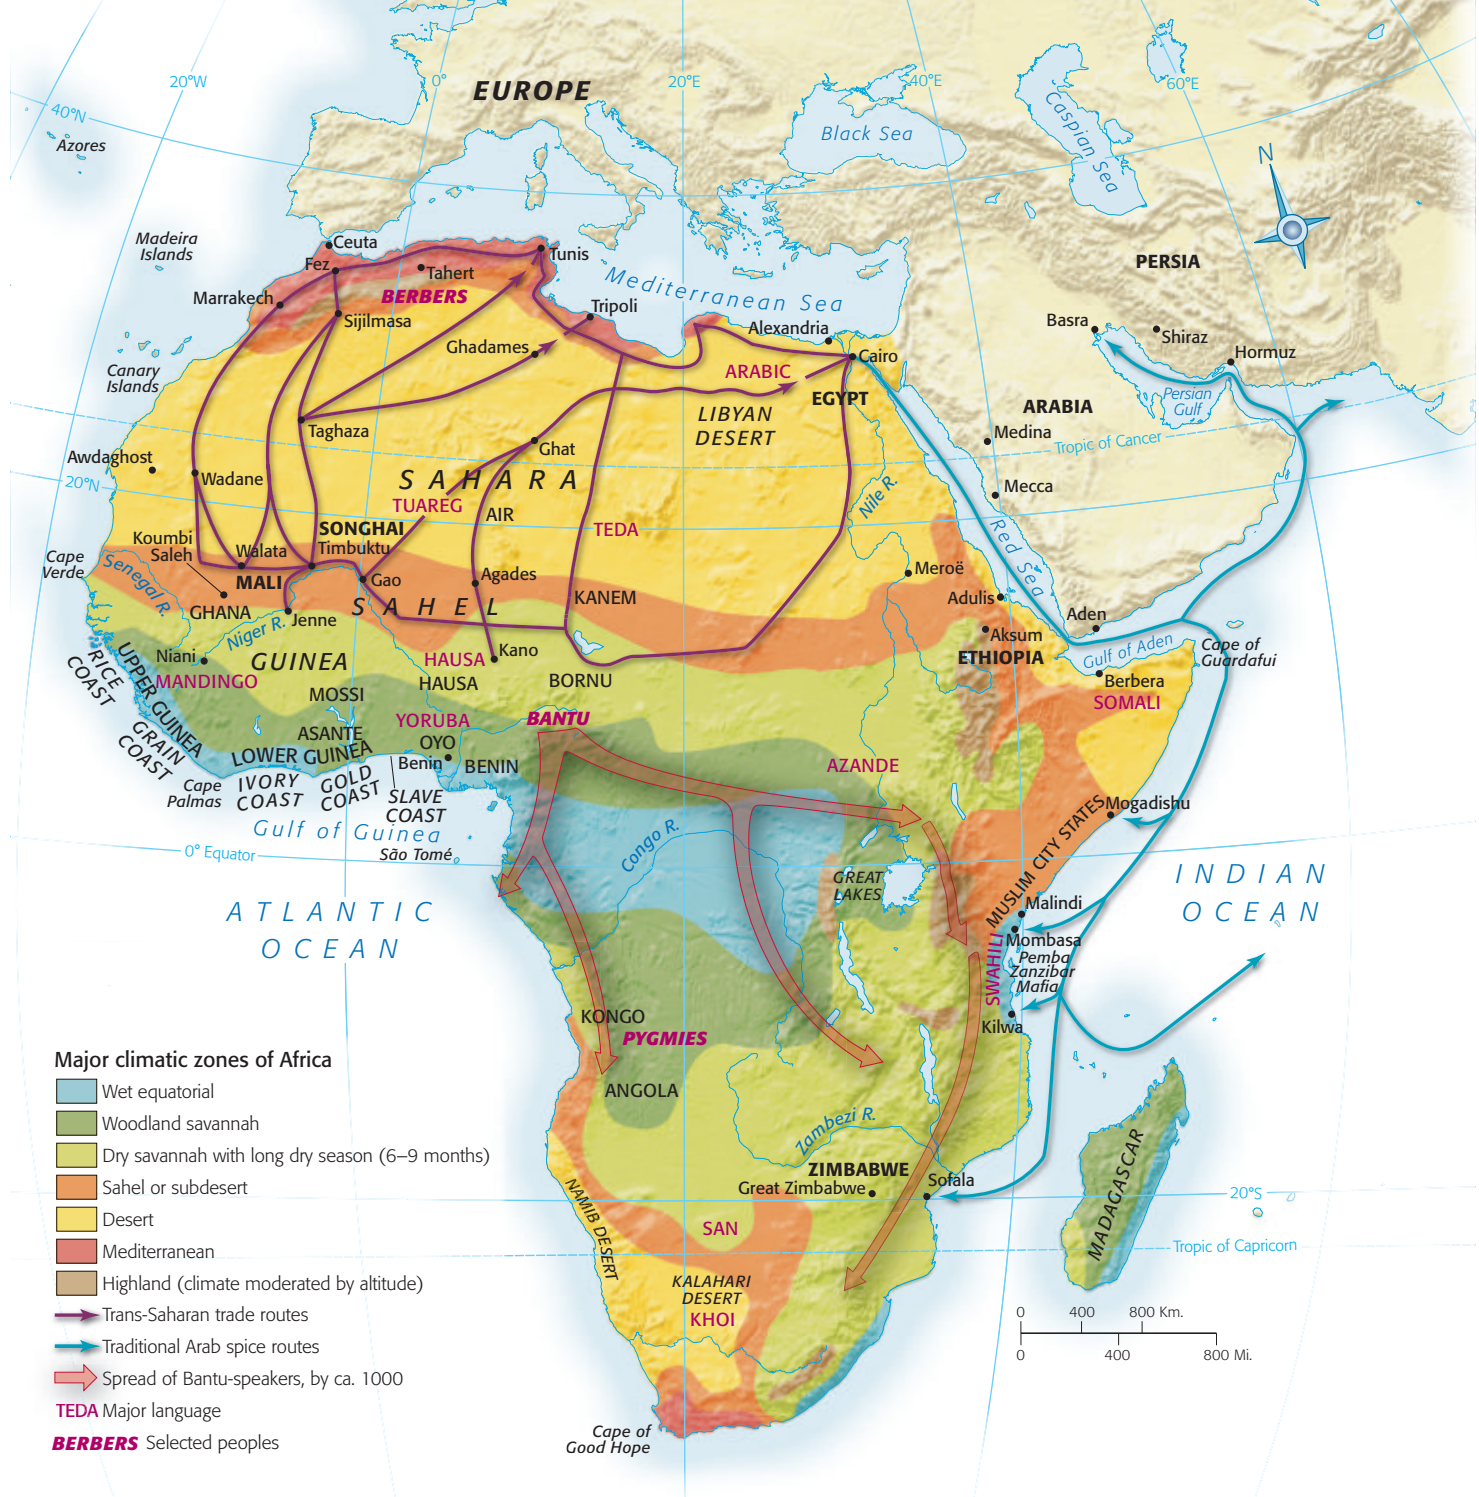 20°W
0°
EUROPE
20°E
40°E
60°E
40°N
Azores
Black Sea
Caspian Sea
N
Madeira
Islands
Ceuta
Fez
Tahert
Tunis
BERBERS
Marrakech
Sijilmasa
Mediterranean Sea
Tripoli
Alexandria
Ghadames
Cairo
PERSIA
Basra
Shiraz
Hormuz
Canary
Islands
ARABIC
EGYPT
LIBYAN
DESERT
ARABIA
Persian
Gulf
Medina
Tropic of Cancer
Taghaza
Ghat
Awdaghost
20°N
Wadane
SAHARA
TUAREG
AIR
TEDA
Nile R.
Mecca
Red Sea
Koumbi
Saleh
Walata
SONGHAI
Timbuktu
Cape
Verde
Senegal R.
MALI
Gao
Agades
GHANA
SAHEL
KANEM
Jenne
Niger R.
Meroë
Adulis
Aden
Aksum
ETHIOPIA
Gulf of Aden
Cape of
Guardafui
Berbera
SOMALI
Niani
GUINEA
MANDINGO
HAUSA
Kano
HAUSA
BORNU
MOSSI
RICE
COAST
UPPER GUINEA
ASANTE
YORUBA
BANTU
OYO
Benin
BENIN
LOWER GUINEA
GRAIN
COAST
Cape
Palmas
IVORY
COAST
GOLD
COAST
SLAVE
COAST
AZANDE
Gulf of Guinea
São Tomé
0° Equator
Congo R.
GREAT
LAKES
Mogadishu
MUSLIM CITY STATES
Malindi
Mombasa
SWAHILI
Pemba
Zanzibar
Mafia
Kilwa
INDIAN
OCEAN
ATLANTIC
OCEAN
KONGO
PYGMIES
ANGOLA
Zambezi R.
ZIMBABWE
Great Zimbabwe
Sofala
MADAGASCAR
20°S
Tropic of Capricorn
NAMIB DESERT
SAN
KALAHARI
DESERT
KHOI
Cape of
Good Hope
0 400 800 Km.
0 400 800 Mi.
Major climatic zones of Africa
Wet equatorial
Woodland savannah
Dry savannah with long dry season (6–9 months)
Sahel or subdesert
Desert
Mediterranean
Highland (climate moderated by altitude)
Trans-Saharan trade routes
Traditional Arab spice routes
Spread of Bantu-speakers, by ca. 1000
TEDA Major language
BERBERS Selected peoples